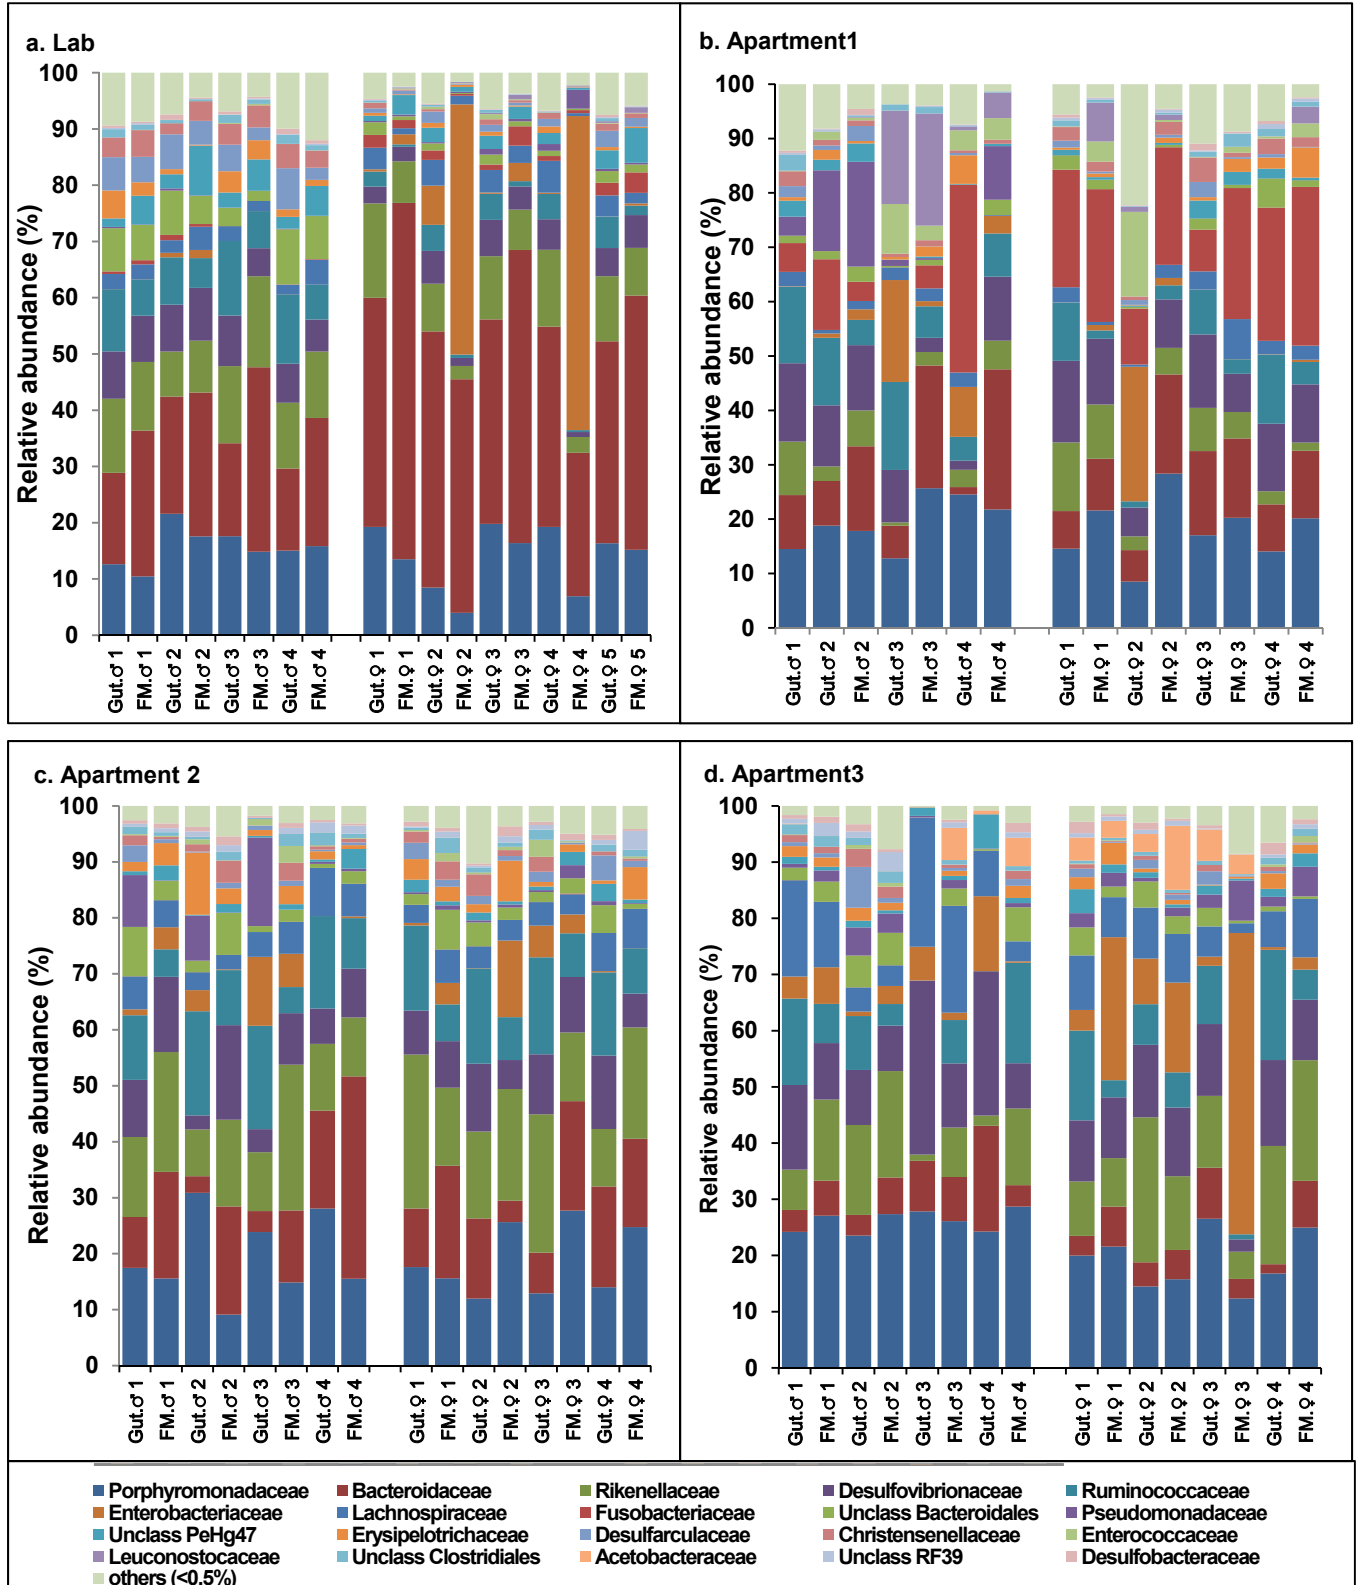 a. Lab
Relative abundance (%)
100
90
80
70
60
50
40
30
20
10
0
Gut.♂ 1
FM.♂ 1
Gut.♂ 2
FM.♂ 2
Gut.♂ 3
FM.♂ 3
Gut.♂ 4
FM.♂ 4
Gut.♀ 1
FM.♀ 1
Gut.♀ 2
FM.♀ 2
Gut.♀ 3
FM.♀ 3
Gut.♀ 4
FM.♀ 4
Gut.♀ 5
FM.♀ 5
b. Apartment1
Relative abundance (%)
100
90
80
70
60
50
40
30
20
10
0
Gut.♂ 1
Gut.♂ 2
FM.♂ 2
Gut.♂ 3
FM.♂ 3
Gut.♂ 4
FM.♂ 4
Gut.♀ 1
FM.♀ 1
Gut.♀ 2
FM.♀ 2
Gut.♀ 3
FM.♀ 3
Gut.♀ 4
FM.♀ 4
c. Apartment 2
Relative abundance (%)
100
90
80
70
60
50
40
30
20
10
0
Gut.♂ 1
FM.♂ 1
Gut.♂ 2
FM.♂ 2
Gut.♂ 3
FM.♂ 3
Gut.♂ 4
FM.♂ 4
Gut.♀ 1
FM.♀ 1
Gut.♀ 2
FM.♀ 2
Gut.♀ 3
FM.♀ 3
Gut.♀ 4
FM.♀ 4
d. Apartment3
Relative abundance (%)
100
90
80
70
60
50
40
30
20
10
0
Gut.♂ 1
FM.♂ 1
Gut.♂ 2
FM.♂ 2
Gut.♂ 3
FM.♂ 3
Gut.♂ 4
FM.♂ 4
Gut.♀ 1
FM.♀ 1
Gut.♀ 2
FM.♀ 2
Gut.♀ 3
FM.♀ 3
Gut.♀ 4
FM.♀ 4
Porphyromonadaceae Bacteroidaceae Rikenellaceae Desulfovibrionaceae Ruminococcaceae
Enterobacteriaceae Lachnospiraceae Fusobacteriaceae Unclass Bacteroidales Pseudomonadaceae
Unclass PeHg47 Erysipelotrichaceae Desulfarculaceae Christensenellaceae Enterococcaceae
Leuconostocaceae Unclass Clostridiales Acetobacteraceae Unclass RF39 Desulfobacteraceae
others (<0.5%)